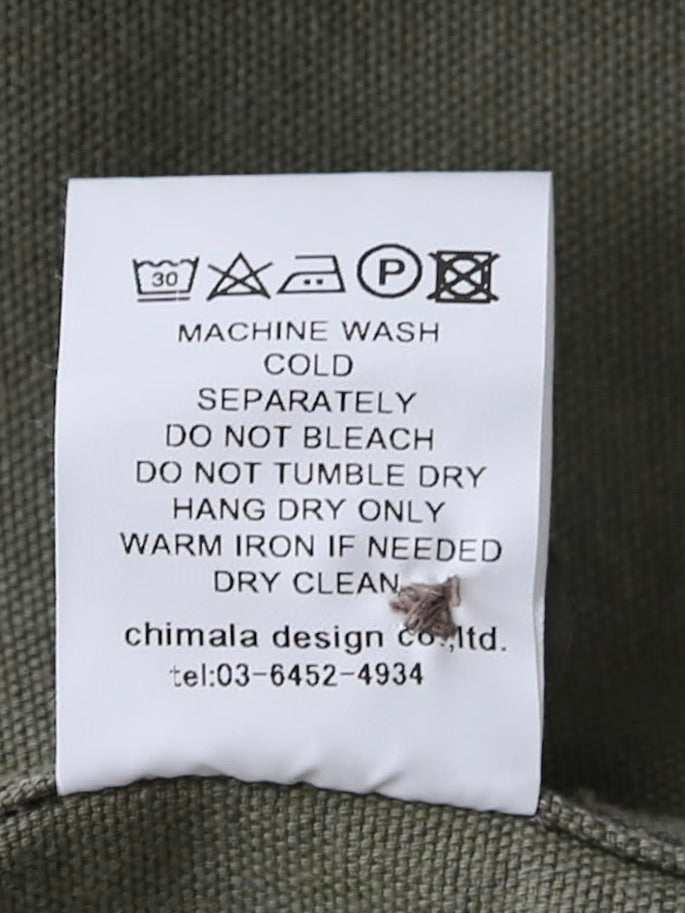 30 P
MACHINE WASH
COLD
SEPARATELY
DO NOT BLEACH
DO NOT TUMBLE DRY
HANG DRY ONLY
WARM IRON IF NEEDED
DRY CLEAN
chimala design co.,ltd.
tel:03-6452-4934